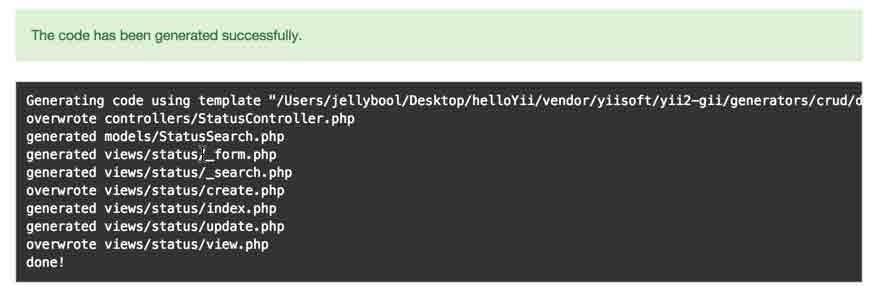 The code has been generated successfully.
Generating code using template "/Users/jellybool/Desktop/helloYii/vendor/yiisoft/yii2-gii/generators/crud/d
overwrote controllers/StatusController.php
generated models/StatusSearch.php
generated views/status/_form.php
generated views/status/_search.php
overwrote views/status/create.php
generated views/status/index.php
generated views/status/update.php
overwrote views/status/view.php
done!